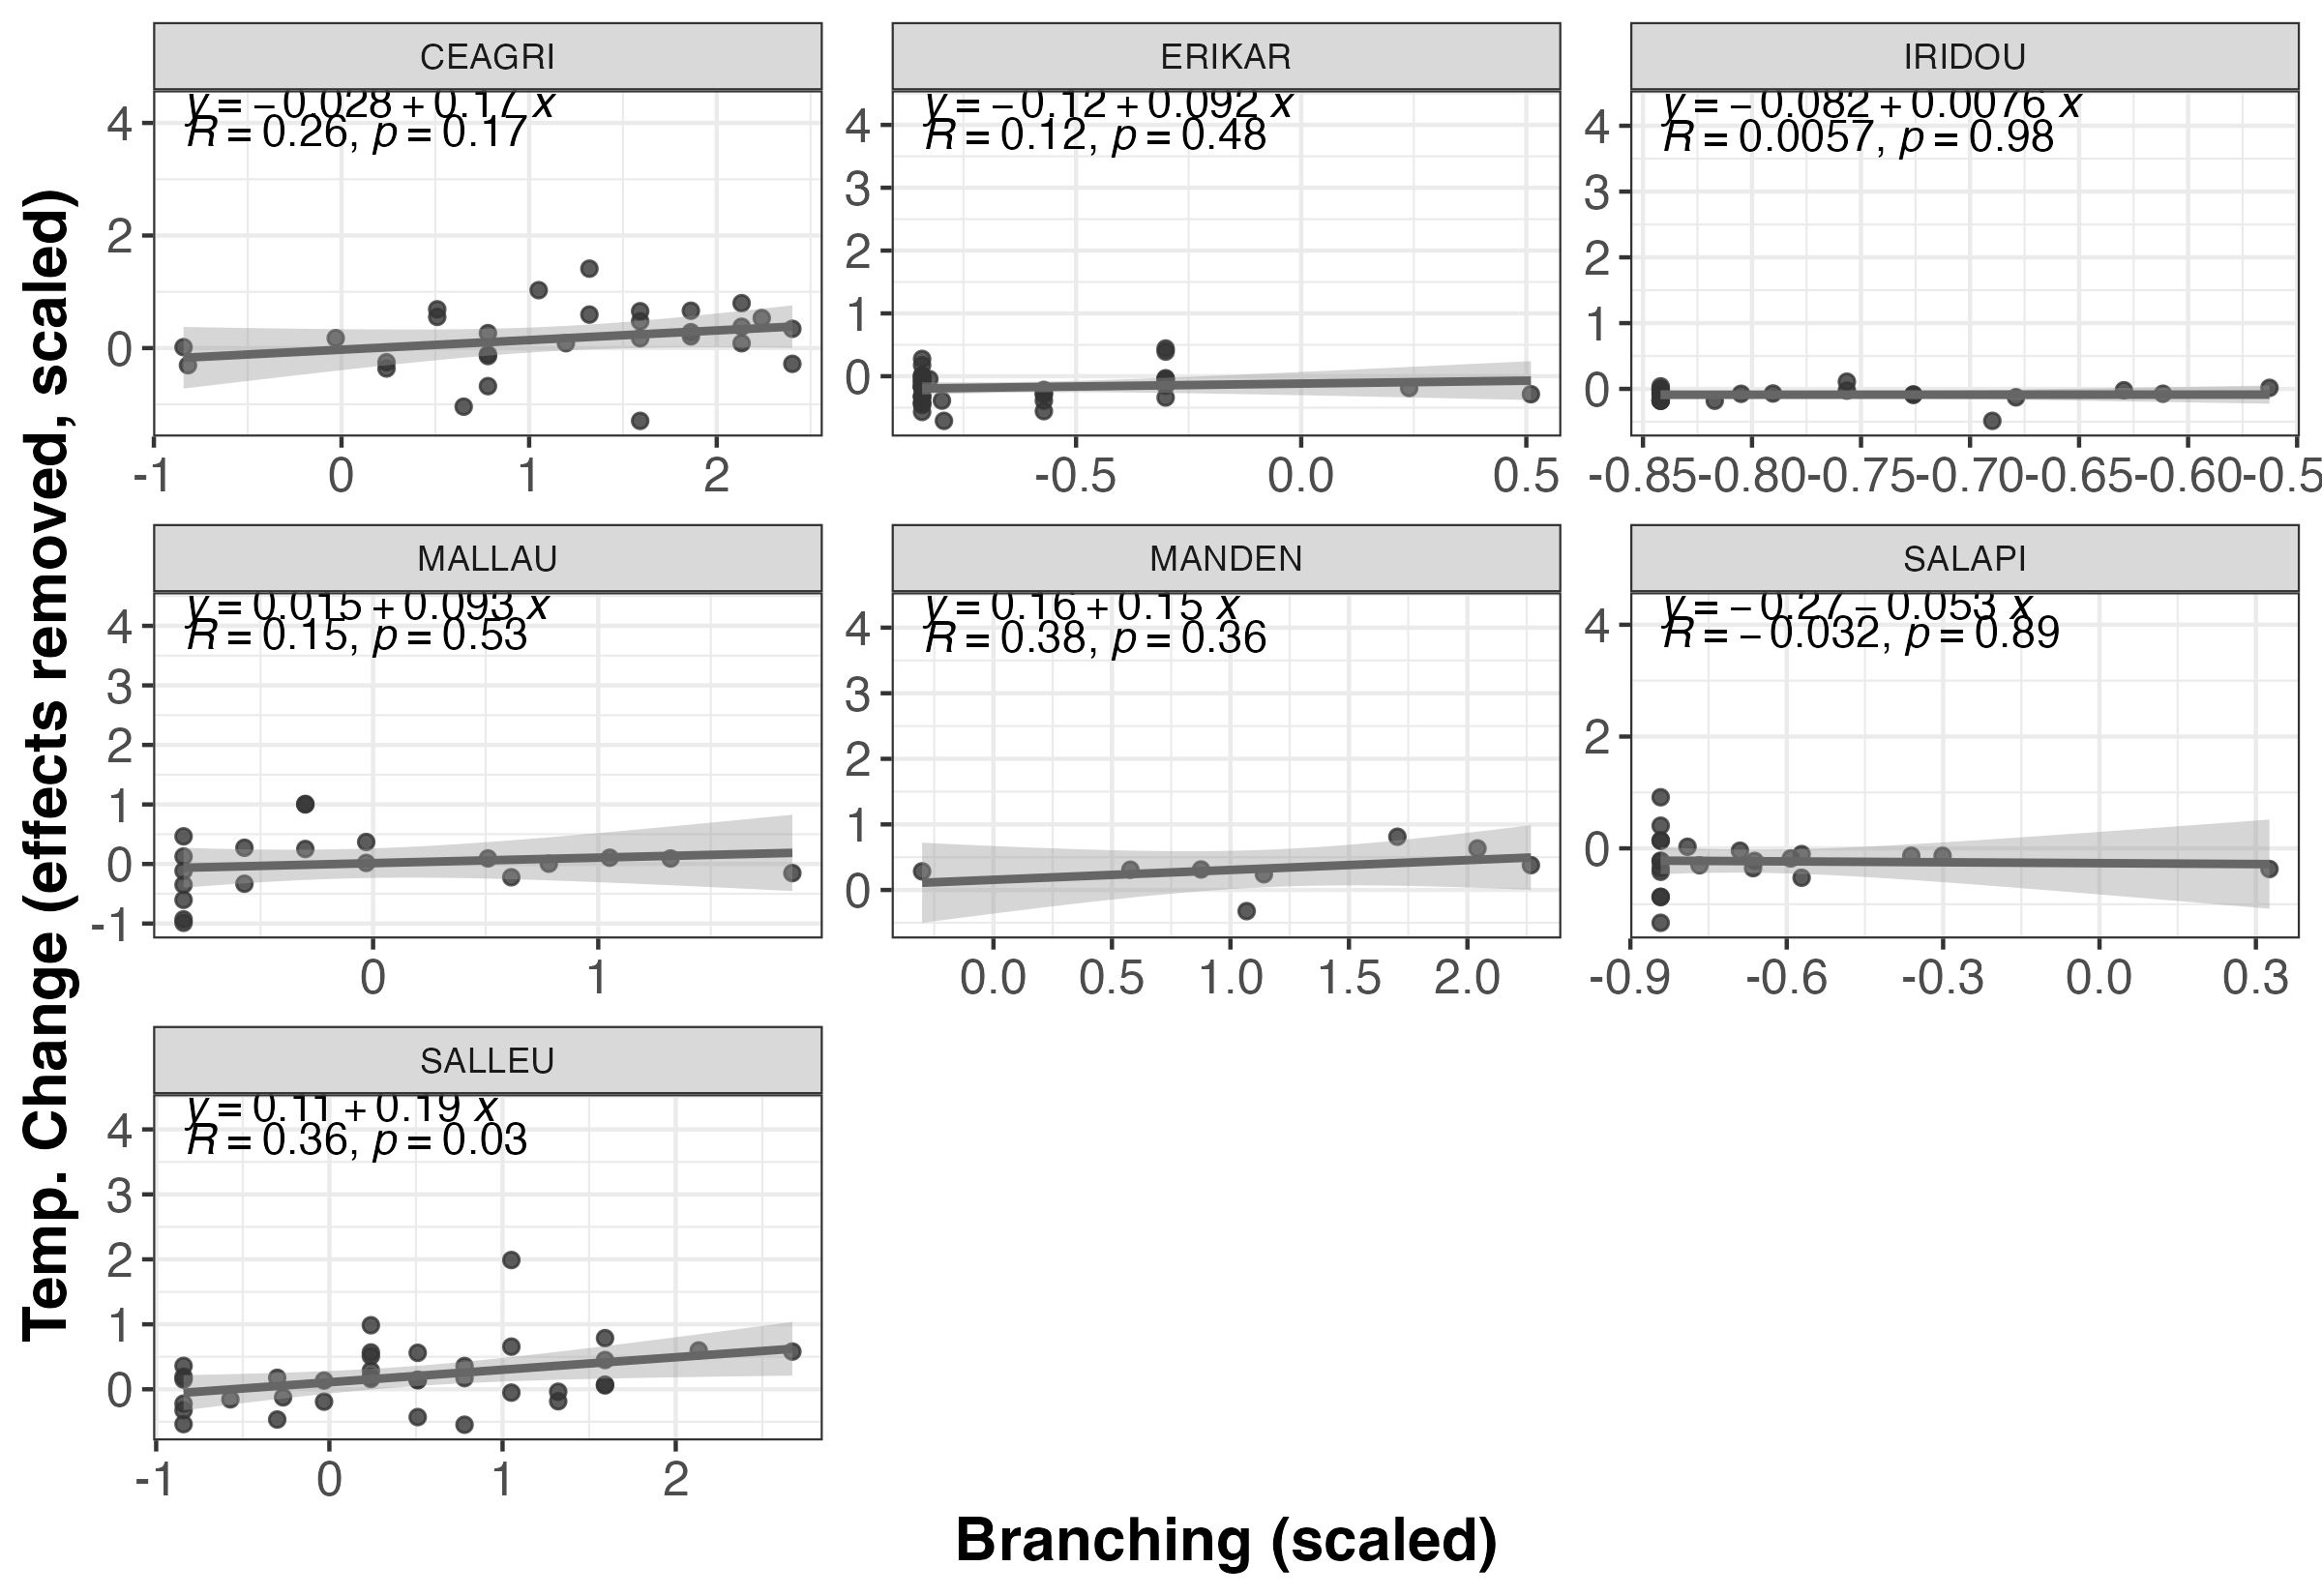 Temp. Change (effects removed, scaled)
CEAGRI
y = −0.028 + 0.17 x
R = 0.26, p = 0.17
4
2
0
-1 0 1 2
ERIKAR
y = −0.12 + 0.092 x
R = 0.12, p = 0.48
4
3
2
1
0
-0.5 0.0 0.5
IRIDOU
y = −0.082 + 0.0076 x
R = 0.0057, p = 0.98
4
3
2
1
0
-0.85 -0.80 -0.75 -0.70 -0.65 -0.60 -0.5
MALLAU
y = 0.015 + 0.093 x
R = 0.15, p = 0.53
4
3
2
1
0
-1
0 1
MANDEN
y = 0.16 + 0.15 x
R = 0.38, p = 0.36
4
3
2
1
0
0.0 0.5 1.0 1.5 2.0
SALAPI
y = −0.27 − 0.053 x
R = −0.032, p = 0.89
4
2
0
-0.9 -0.6 -0.3 0.0 0.3
SALLEU
y = 0.11 + 0.19 x
R = 0.36, p = 0.03
4
3
2
1
0
-1 0 1 2
Branching (scaled)